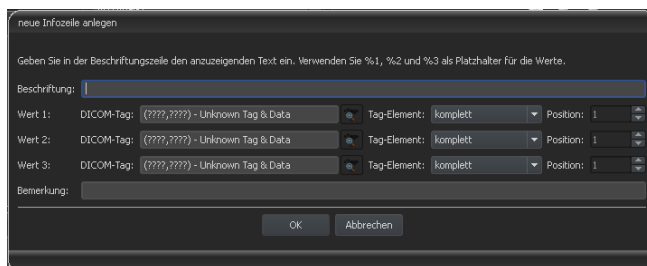 neue Infozeile anlegen
Geben Sie in der Beschriftungszeile den anzuzeigenden Text ein. Verwenden Sie %1, %2 und %3 als Platzhalter für die Werte.
Beschriftung:
Wert 1: DICOM-Tag: (????,????) - Unknown Tag & Data Tag-Element: komplett Position: 1
Wert 2: DICOM-Tag: (????,????) - Unknown Tag & Data Tag-Element: komplett Position: 1
Wert 3: DICOM-Tag: (????,????) - Unknown Tag & Data Tag-Element: komplett Position: 1
Bemerkung:
OK Abbrechen